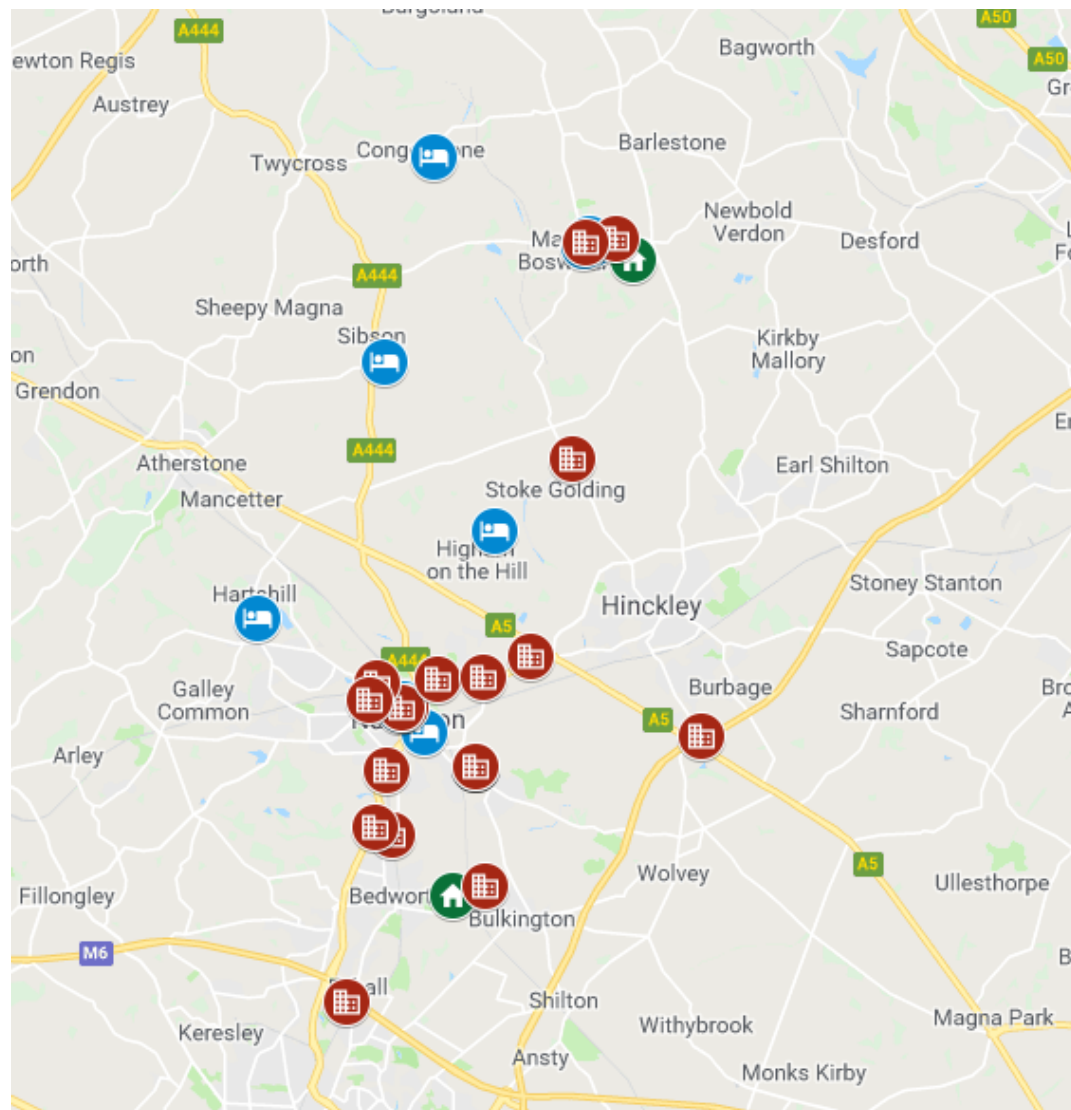 A444
A50
Bagworth
A50
ewton Regis
Austrey
Barlestone
Twycross
Newbold
Verdon
Desford
orth
A444
Sheepy Magna
Sibson
Kirkby
Mallory
on
Grendon
A444
Atherstone
Earl Shilton
Mancetter
Stoke Golding
on the Hill
Stoney Stanton
Hartshill
Hinckley
A5
Sapcote
A444
Galley
Common
Burbage
Bro
Sharnford
A5
Arley
A5
Wolvey
Ullesthorpe
Fillongley
Bulkington
M6
Shilton
Magna Park
Keresley
Withybrook
Ansty
Monks Kirby